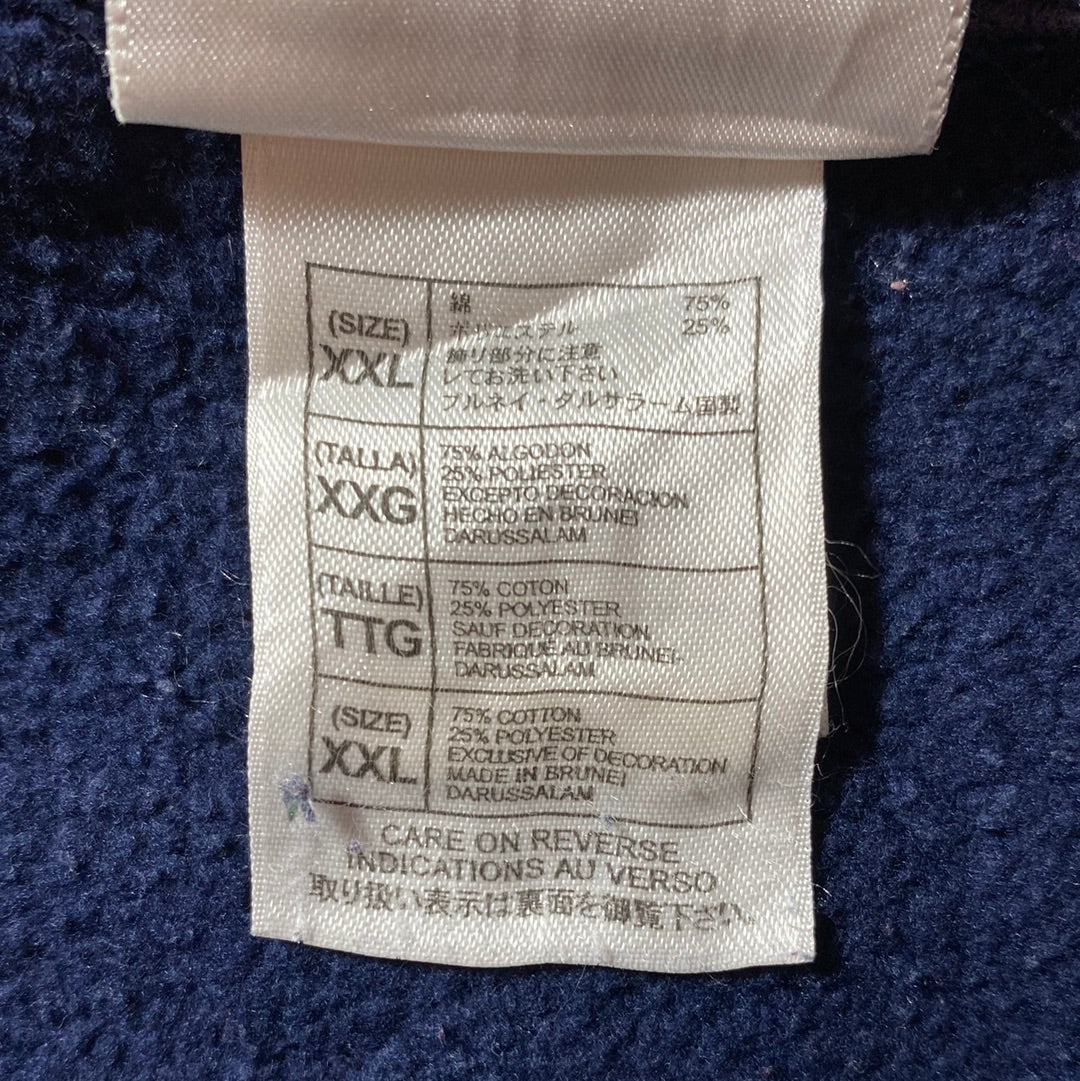 (SIZE)
XXL
綿 75%
ポリエステル 25%
飾り部分に注意
してお洗い下さい
ブルネイ・ダルサラーム国製
(TALLA)
XXG
75% ALGODON
25% POLIESTER
EXCEPTO DECORACION
HECHO EN BRUNEI
DARUSSALAM
(TAILLE)
TTG
75% COTON
25% POLYESTER
SAUF DECORATION
FABRIQUE AU BRUNEI-
DARUSSALAM
(SIZE)
XXL
75% COTTON
25% POLYESTER
EXCLUSIVE OF DECORATION
MADE IN BRUNEI
DARUSSALAM
CARE ON REVERSE
INDICATIONS AU VERSO
取り扱い表示は裏面を御覧下さい